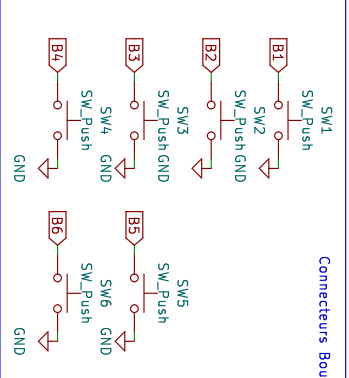 Connecteurs Bou
B1
SW1
SW_Push
GND
B2
SW2
SW_Push
GND
B3
SW3
SW_Push
GND
B4
SW4
SW_Push
GND
B5
SW5
SW_Push
GND
B6
SW6
SW_Push
GND